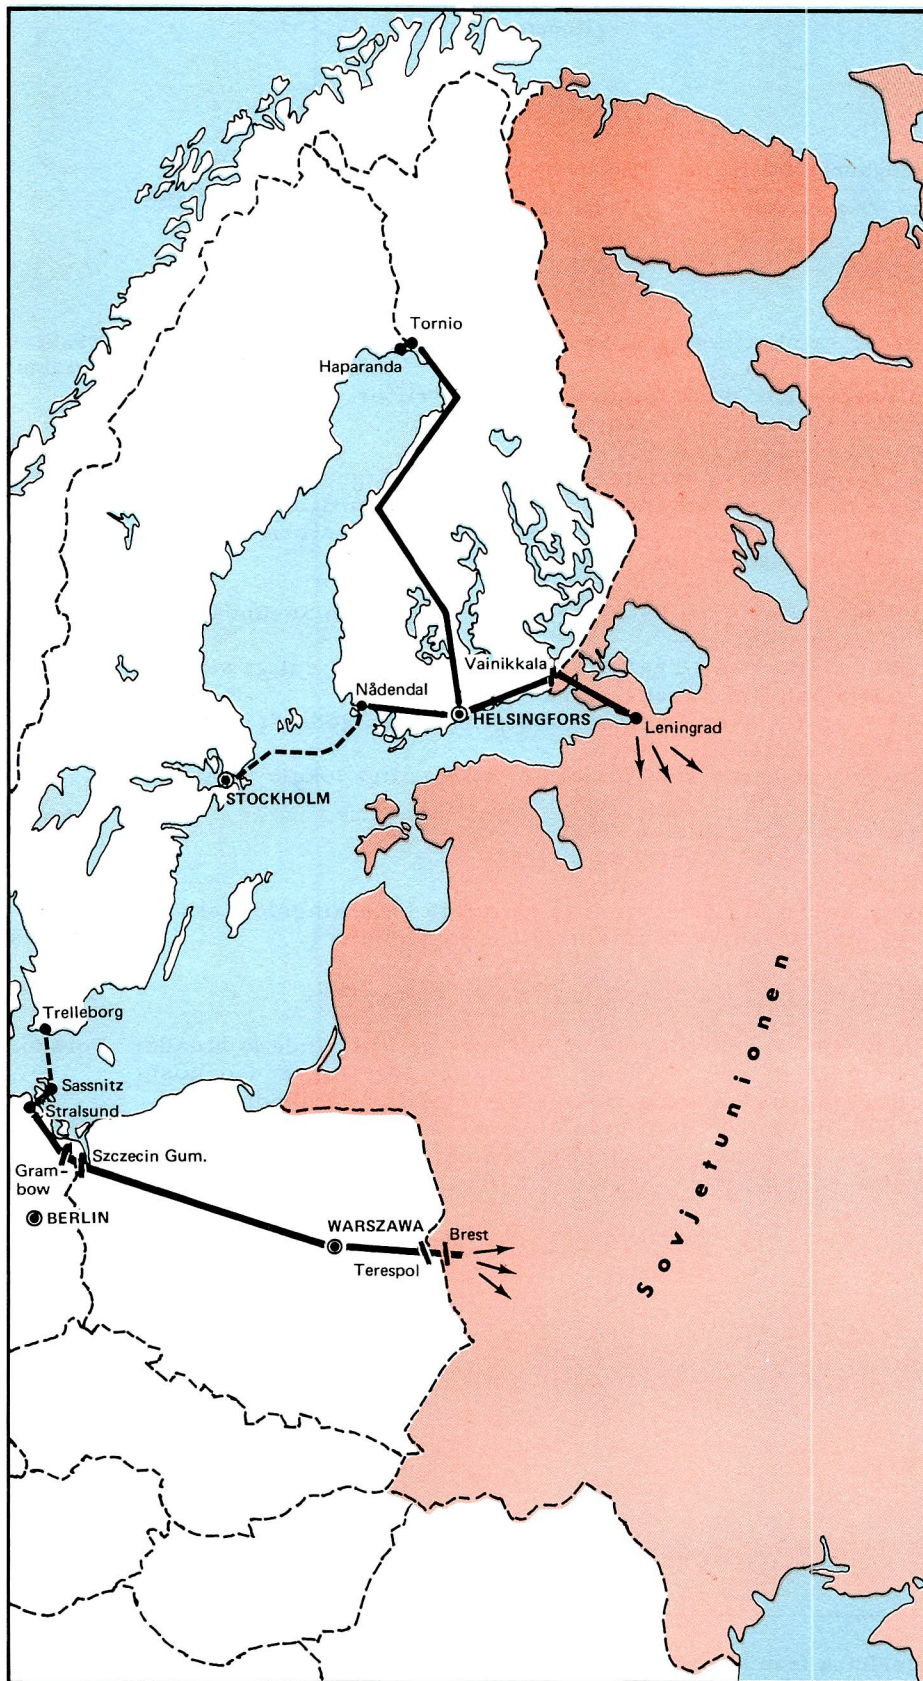 Tornio
Haparanda
Vainikkala
Nådendal
HELSINGFORS
Leningrad
STOCKHOLM
Trelleborg
Sassnitz
Stralsund
Szczecin Gum.
Gram-
bow
BERLIN
WARSZAWA
Brest
Terespol
Sovjetunionen